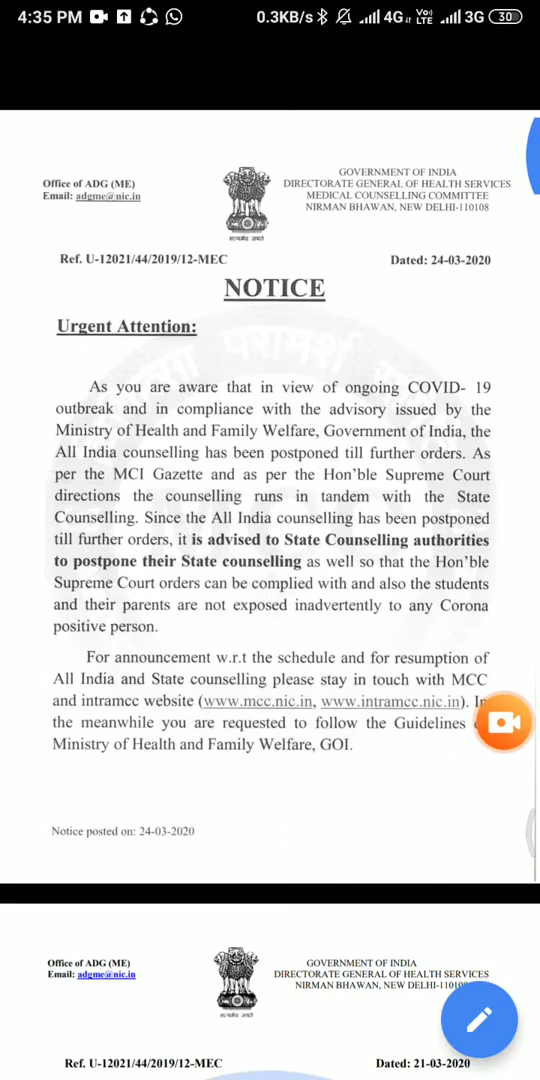 4:35 PM 0.3KB/s 4G Vo) LTE 3G 30
Office of ADG (ME)
Email: adgme@nic.in
सत्यमेव जयते
GOVERNMENT OF INDIA
DIRECTORATE GENERAL OF HEALTH SERVICES
MEDICAL COUNSELLING COMMITTEE
NIRMAN BHAWAN, NEW DELHI-110108
Ref. U-12021/44/2019/12-MEC Dated: 24-03-2020
NOTICE
Urgent Attention:
परामर्श
As you are aware that in view of ongoing COVID- 19
outbreak and in compliance with the advisory issued by the
Ministry of Health and Family Welfare, Government of India, the
All India counselling has been postponed till further orders. As
per the MCI Gazette and as per the Hon'ble Supreme Court
directions the counselling runs in tandem with the State
Counselling. Since the All India counselling has been postponed
till further orders, it is advised to State Counselling authorities
to postpone their State counselling as well so that the Hon'ble
Supreme Court orders can be complied with and also the students
and their parents are not exposed inadvertently to any Corona
positive person.
For announcement w.r.t the schedule and for resumption of
All India and State counselling please stay in touch with MCC
and intramcc website (www.mcc.nic.in, www.intramcc.nic.in). In
the meanwhile you are requested to follow the Guidelines
Ministry of Health and Family Welfare, GOI.
Notice posted on: 24-03-2020
Office of ADG (ME)
Email: adgme@nic.in
सत्यमेव जयते
GOVERNMENT OF INDIA
DIRECTORATE GENERAL OF HEALTH SERVICES
NIRMAN BHAWAN, NEW DELHI-110108
Ref. U-12021/44/2019/12-MEC Dated: 21-03-2020